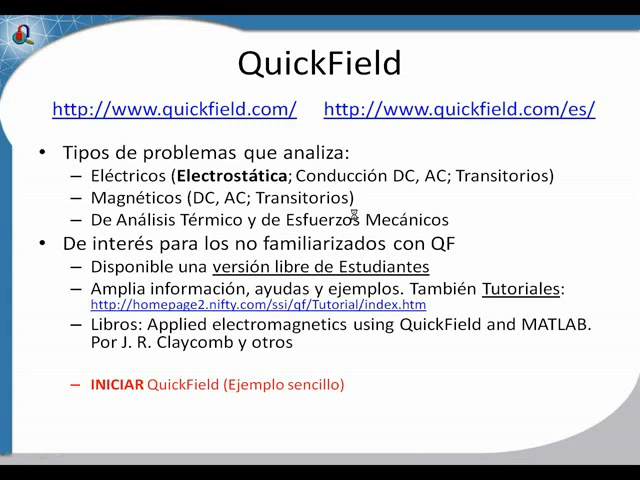 QuickField
http://www.quickfield.com/ http://www.quickfield.com/es/
• Tipos de problemas que analiza:
– Eléctricos (Electrostática; Conducción DC, AC; Transitorios)
– Magnéticos (DC, AC; Transitorios)
– De Análisis Térmico y de Esfuerzos Mecánicos
• De interés para los no familiarizados con QF
– Disponible una versión libre de Estudiantes
– Amplia información, ayudas y ejemplos. También Tutoriales:
http://homepage2.nifty.com/ssi/qf/Tutorial/index.htm
– Libros: Applied electromagnetics using QuickField and MATLAB.
Por J. R. Claycomb y otros
– INICIAR QuickField (Ejemplo sencillo)